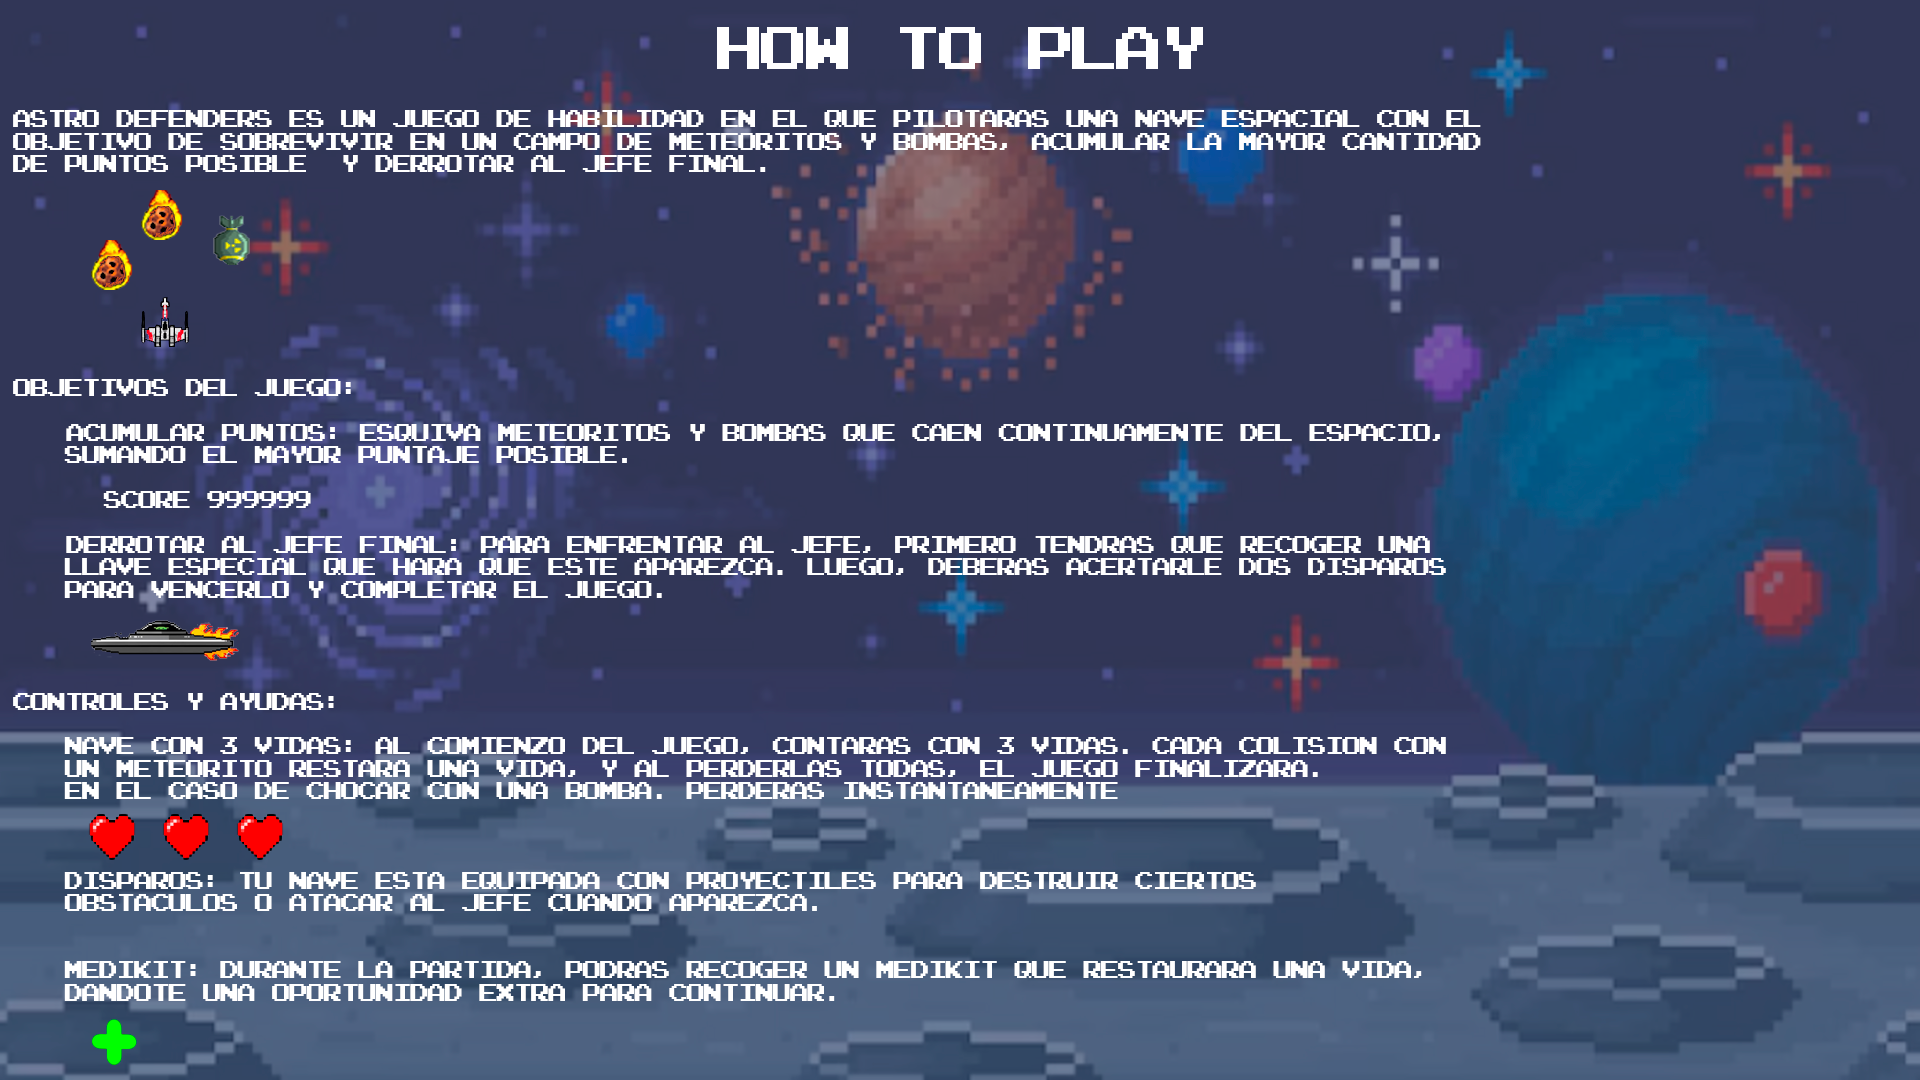 HOW TO PLAY
ASTRO DEFENDERS ES UN JUEGO DE HABILIDAD EN EL QUE PILOTARAS UNA NAVE ESPACIAL CON EL
OBJETIVO DE SOBREVIVIR EN UN CAMPO DE METEORITOS Y BOMBAS, ACUMULAR LA MAYOR CANTIDAD
DE PUNTOS POSIBLE  Y DERROTAR AL JEFE FINAL.
OBJETIVOS DEL JUEGO:
ACUMULAR PUNTOS: ESQUIVA METEORITOS Y BOMBAS QUE CAEN CONTINUAMENTE DEL ESPACIO,
SUMANDO EL MAYOR PUNTAJE POSIBLE.
SCORE 999999
DERROTAR AL JEFE FINAL: PARA ENFRENTAR AL JEFE, PRIMERO TENDRAS QUE RECOGER UNA
LLAVE ESPECIAL QUE HARA QUE ESTE APAREZCA. LUEGO, DEBERAS ACERTARLE DOS DISPAROS
PARA VENCERLO Y COMPLETAR EL JUEGO.
CONTROLES Y AYUDAS:
NAVE CON 3 VIDAS: AL COMIENZO DEL JUEGO, CONTARAS CON 3 VIDAS. CADA COLISION CON
UN METEORITO RESTARA UNA VIDA, Y AL PERDERLAS TODAS, EL JUEGO FINALIZARA.
EN EL CASO DE CHOCAR CON UNA BOMBA. PERDERAS INSTANTANEAMENTE
DISPAROS: TU NAVE ESTA EQUIPADA CON PROYECTILES PARA DESTRUIR CIERTOS
OBSTACULOS O ATACAR AL JEFE CUANDO APAREZCA.
MEDIKIT: DURANTE LA PARTIDA, PODRAS RECOGER UN MEDIKIT QUE RESTAURARA UNA VIDA,
DANDOTE UNA OPORTUNIDAD EXTRA PARA CONTINUAR.